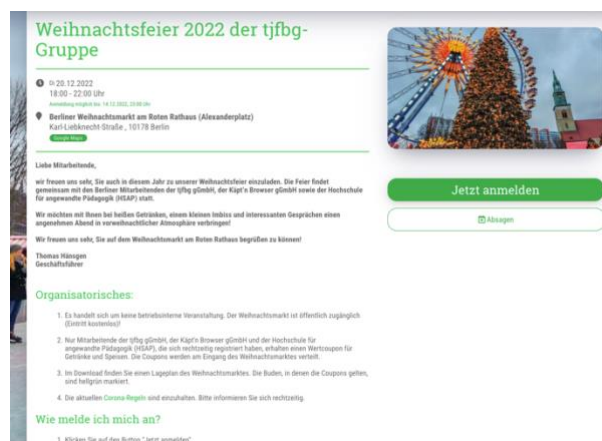 Weihnachtsfeier 2022 der tjfbg-
Gruppe
Di 20.12.2022
18:00 - 22:00 Uhr
Anmeldung möglich bis: 14.12.2022, 23:00 Uhr
Berliner Weihnachtsmarkt am Roten Rathaus (Alexanderplatz)
Karl-Liebknecht-Straße , 10178 Berlin
Google Maps
Jetzt anmelden
Absagen
Liebe Mitarbeitende,
wir freuen uns sehr, Sie auch in diesem Jahr zu unserer Weihnachtsfeier einzuladen. Die Feier findet
gemeinsam mit den Berliner Mitarbeitenden der tjfbg gGmbH, der Käpt'n Browser gGmbH sowie der Hochschule
für angewandte Pädagogik (HSAP) statt.
Wir möchten mit Ihnen bei heißen Getränken, einem kleinen Imbiss und interessanten Gesprächen einen
angenehmen Abend in vorweihnachtlicher Atmosphäre verbringen!
Wir freuen uns sehr, Sie auf dem Weihnachtsmarkt am Roten Rathaus begrüßen zu können!
Thomas Hänsgen
Geschäftsführer
Organisatorisches:
1. Es handelt sich um keine betriebsinterne Veranstaltung. Der Weihnachtsmarkt ist öffentlich zugänglich
(Eintritt kostenlos)!
2. Nur Mitarbeitende der tjfbg gGmbH, der Käpt'n Browser gGmbH und der Hochschule für
angewandte Pädagogik (HSAP), die sich rechtzeitig registriert haben, erhalten einen Wertcoupon für
Getränke und Speisen. Die Coupons werden am Eingang des Weihnachtsmarktes verteilt.
3. Im Download finden Sie einen Lageplan des Weihnachtsmarktes. Die Buden, in denen die Coupons gelten,
sind hellgrün markiert.
4. Die aktuellen Corona-Regeln sind einzuhalten. Bitte informieren Sie sich rechtzeitig.
Wie melde ich mich an?
1. Klicken Sie auf den Button "Jetzt anmelden"